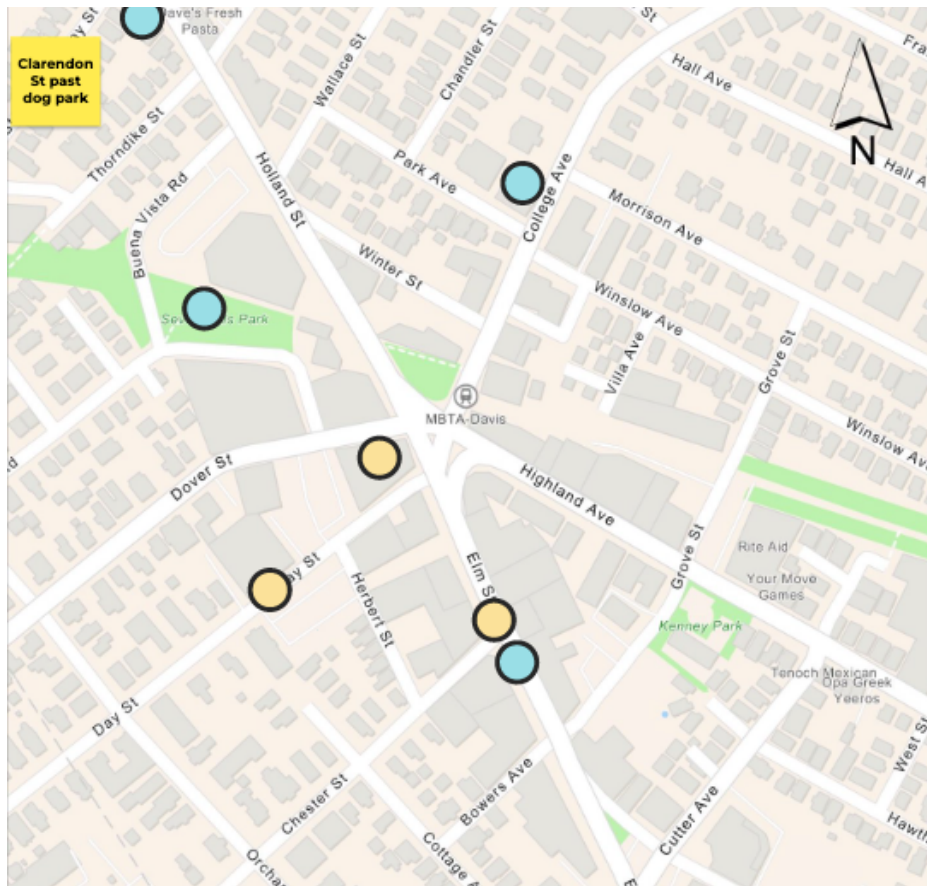 Dave's Fresh
Pasta
Clarendon
St past
dog park
Wallace St
Chandler St
St
Hall Ave
Hall Ave
N
Thorndike St
Holland St
Park Ave
College Ave
Morrison Ave
Buena Vista Rd
Winter St
Winslow Ave
Villa Ave
Grove St
Park
MBTA-Davis
Winslow Ave
Dover St
Highland Ave
Elm
Grove St
Rite Aid
Your Move
Games
Herbert St
Kenney Park
Tenoch Mexican
Opa Greek
Yeeros
Day St
West St
Chester St
Bowers Ave
Cutter Ave
Cottage